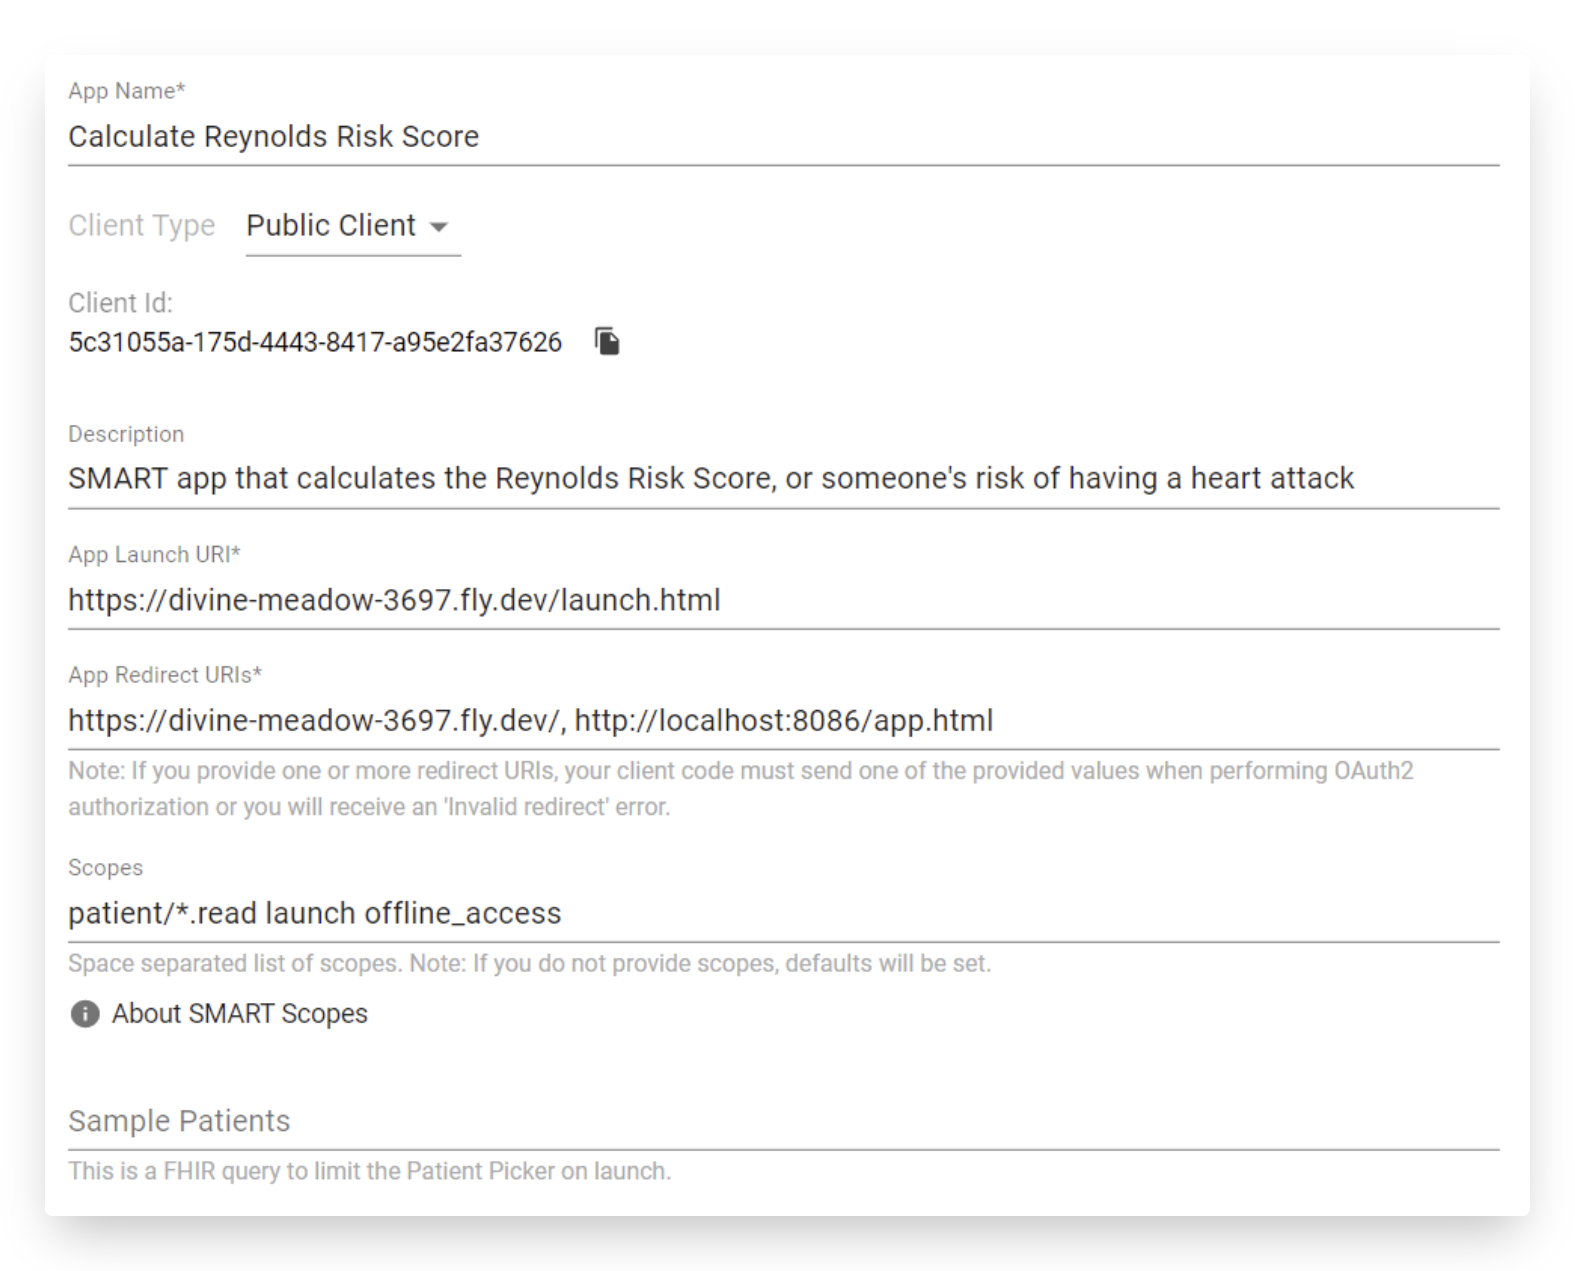 App Name*
Calculate Reynolds Risk Score
Client Type Public Client
Client Id:
5c31055a-175d-4443-8417-a95e2fa37626
Description
SMART app that calculates the Reynolds Risk Score, or someone's risk of having a heart attack
App Launch URI*
https://divine-meadow-3697.fly.dev/launch.html
App Redirect URIs*
https://divine-meadow-3697.fly.dev/, http://localhost:8086/app.html
Note: If you provide one or more redirect URIs, your client code must send one of the provided values when performing OAuth2
authorization or you will receive an 'Invalid redirect' error.
Scopes
patient/*.read launch offline_access
Space separated list of scopes. Note: If you do not provide scopes, defaults will be set.
About SMART Scopes
Sample Patients
This is a FHIR query to limit the Patient Picker on launch.